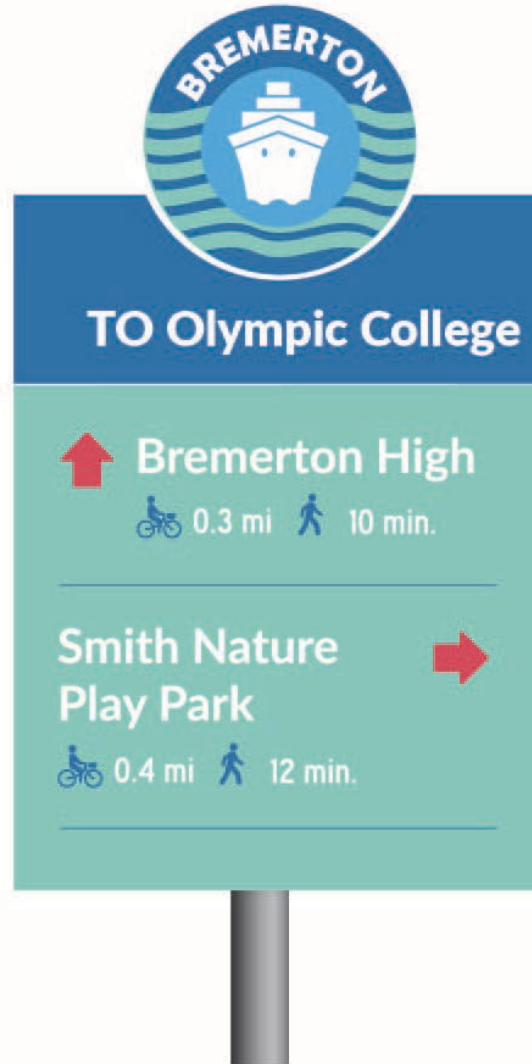 BREMERTON
TO Olympic College
Bremerton High
0.3 mi 10 min.
Smith Nature
Play Park
0.4 mi 12 min.